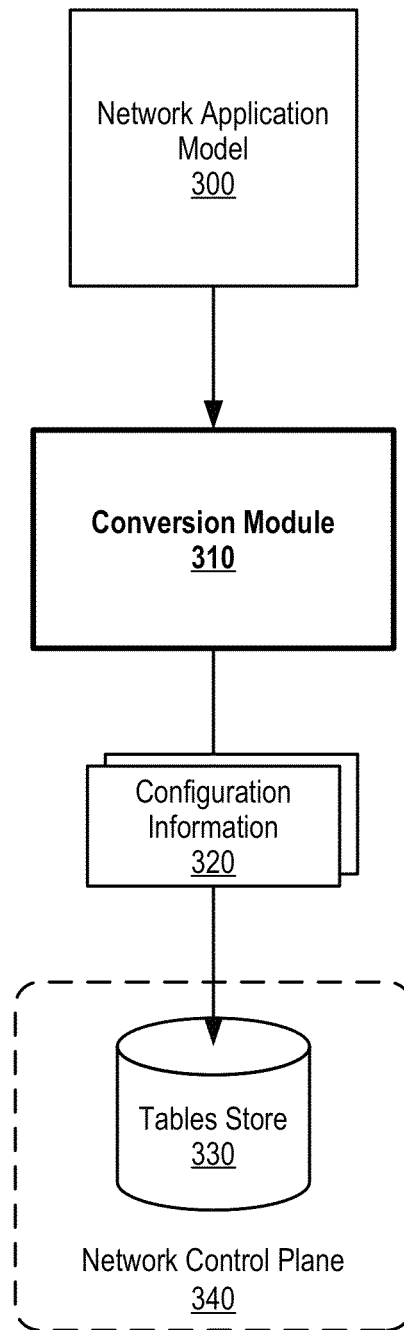 Network Application
Model
300
Conversion Module
310
Configuration
Information
320
Tables Store
330
Network Control Plane
340